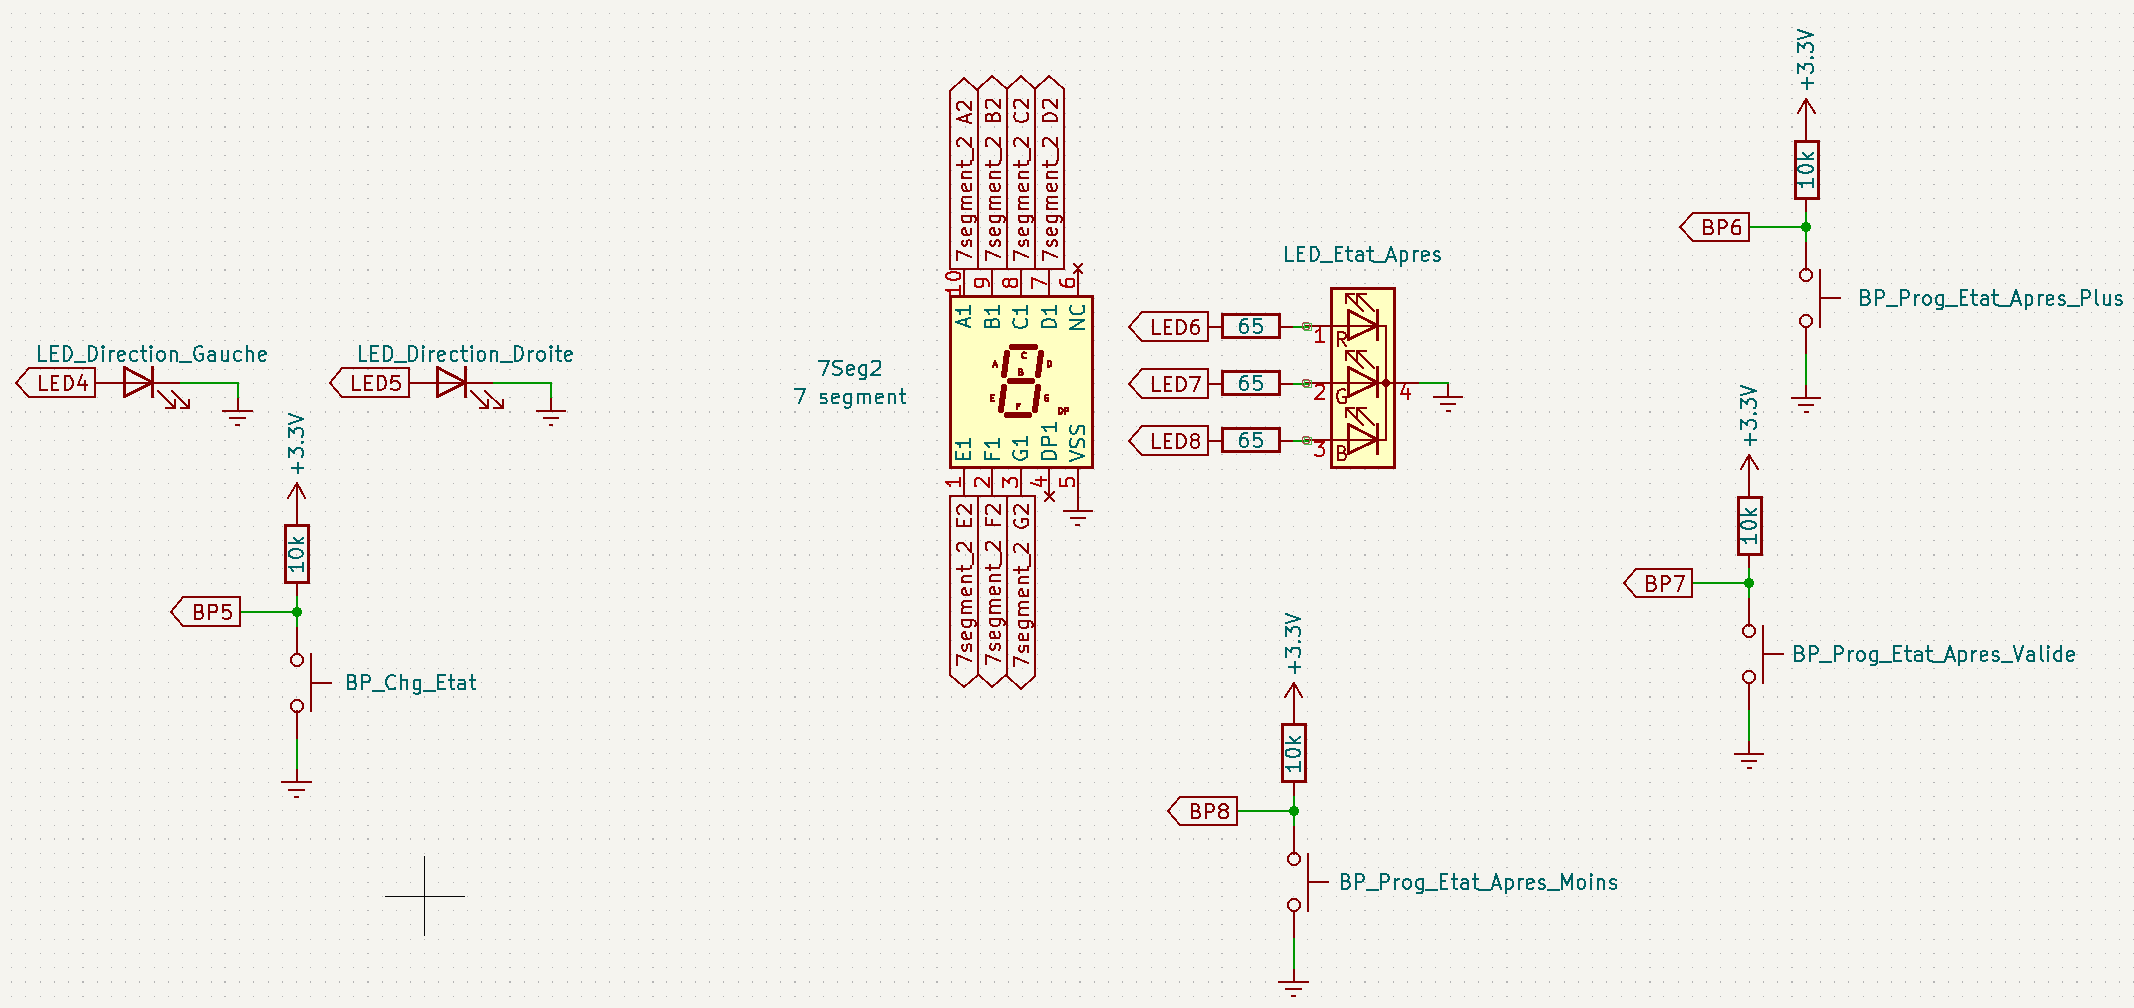 +3.3V
10k
BP6
BP_Prog_Etat_Apres_Plus
7segment_2 A2
7segment_2 B2
7segment_2 C2
7segment_2 D2
10
9
8
7
6
A1
B1
C1
D1
NC
7Seg2
7 segment
A
C
D
B
E
F
G
DP
E1
F1
G1
DP1
VSS
1
2
3
4
5
7segment_2 E2
7segment_2 F2
7segment_2 G2
LED_Etat_Apres
LED6
65
1
R
LED7
65
2
G
4
LED8
65
3
B
LED_Direction_Gauche
LED4
LED_Direction_Droite
LED5
+3.3V
10k
BP5
BP_Chg_Etat
+3.3V
10k
BP7
BP_Prog_Etat_Apres_Valide
+3.3V
10k
BP8
BP_Prog_Etat_Apres_Moins